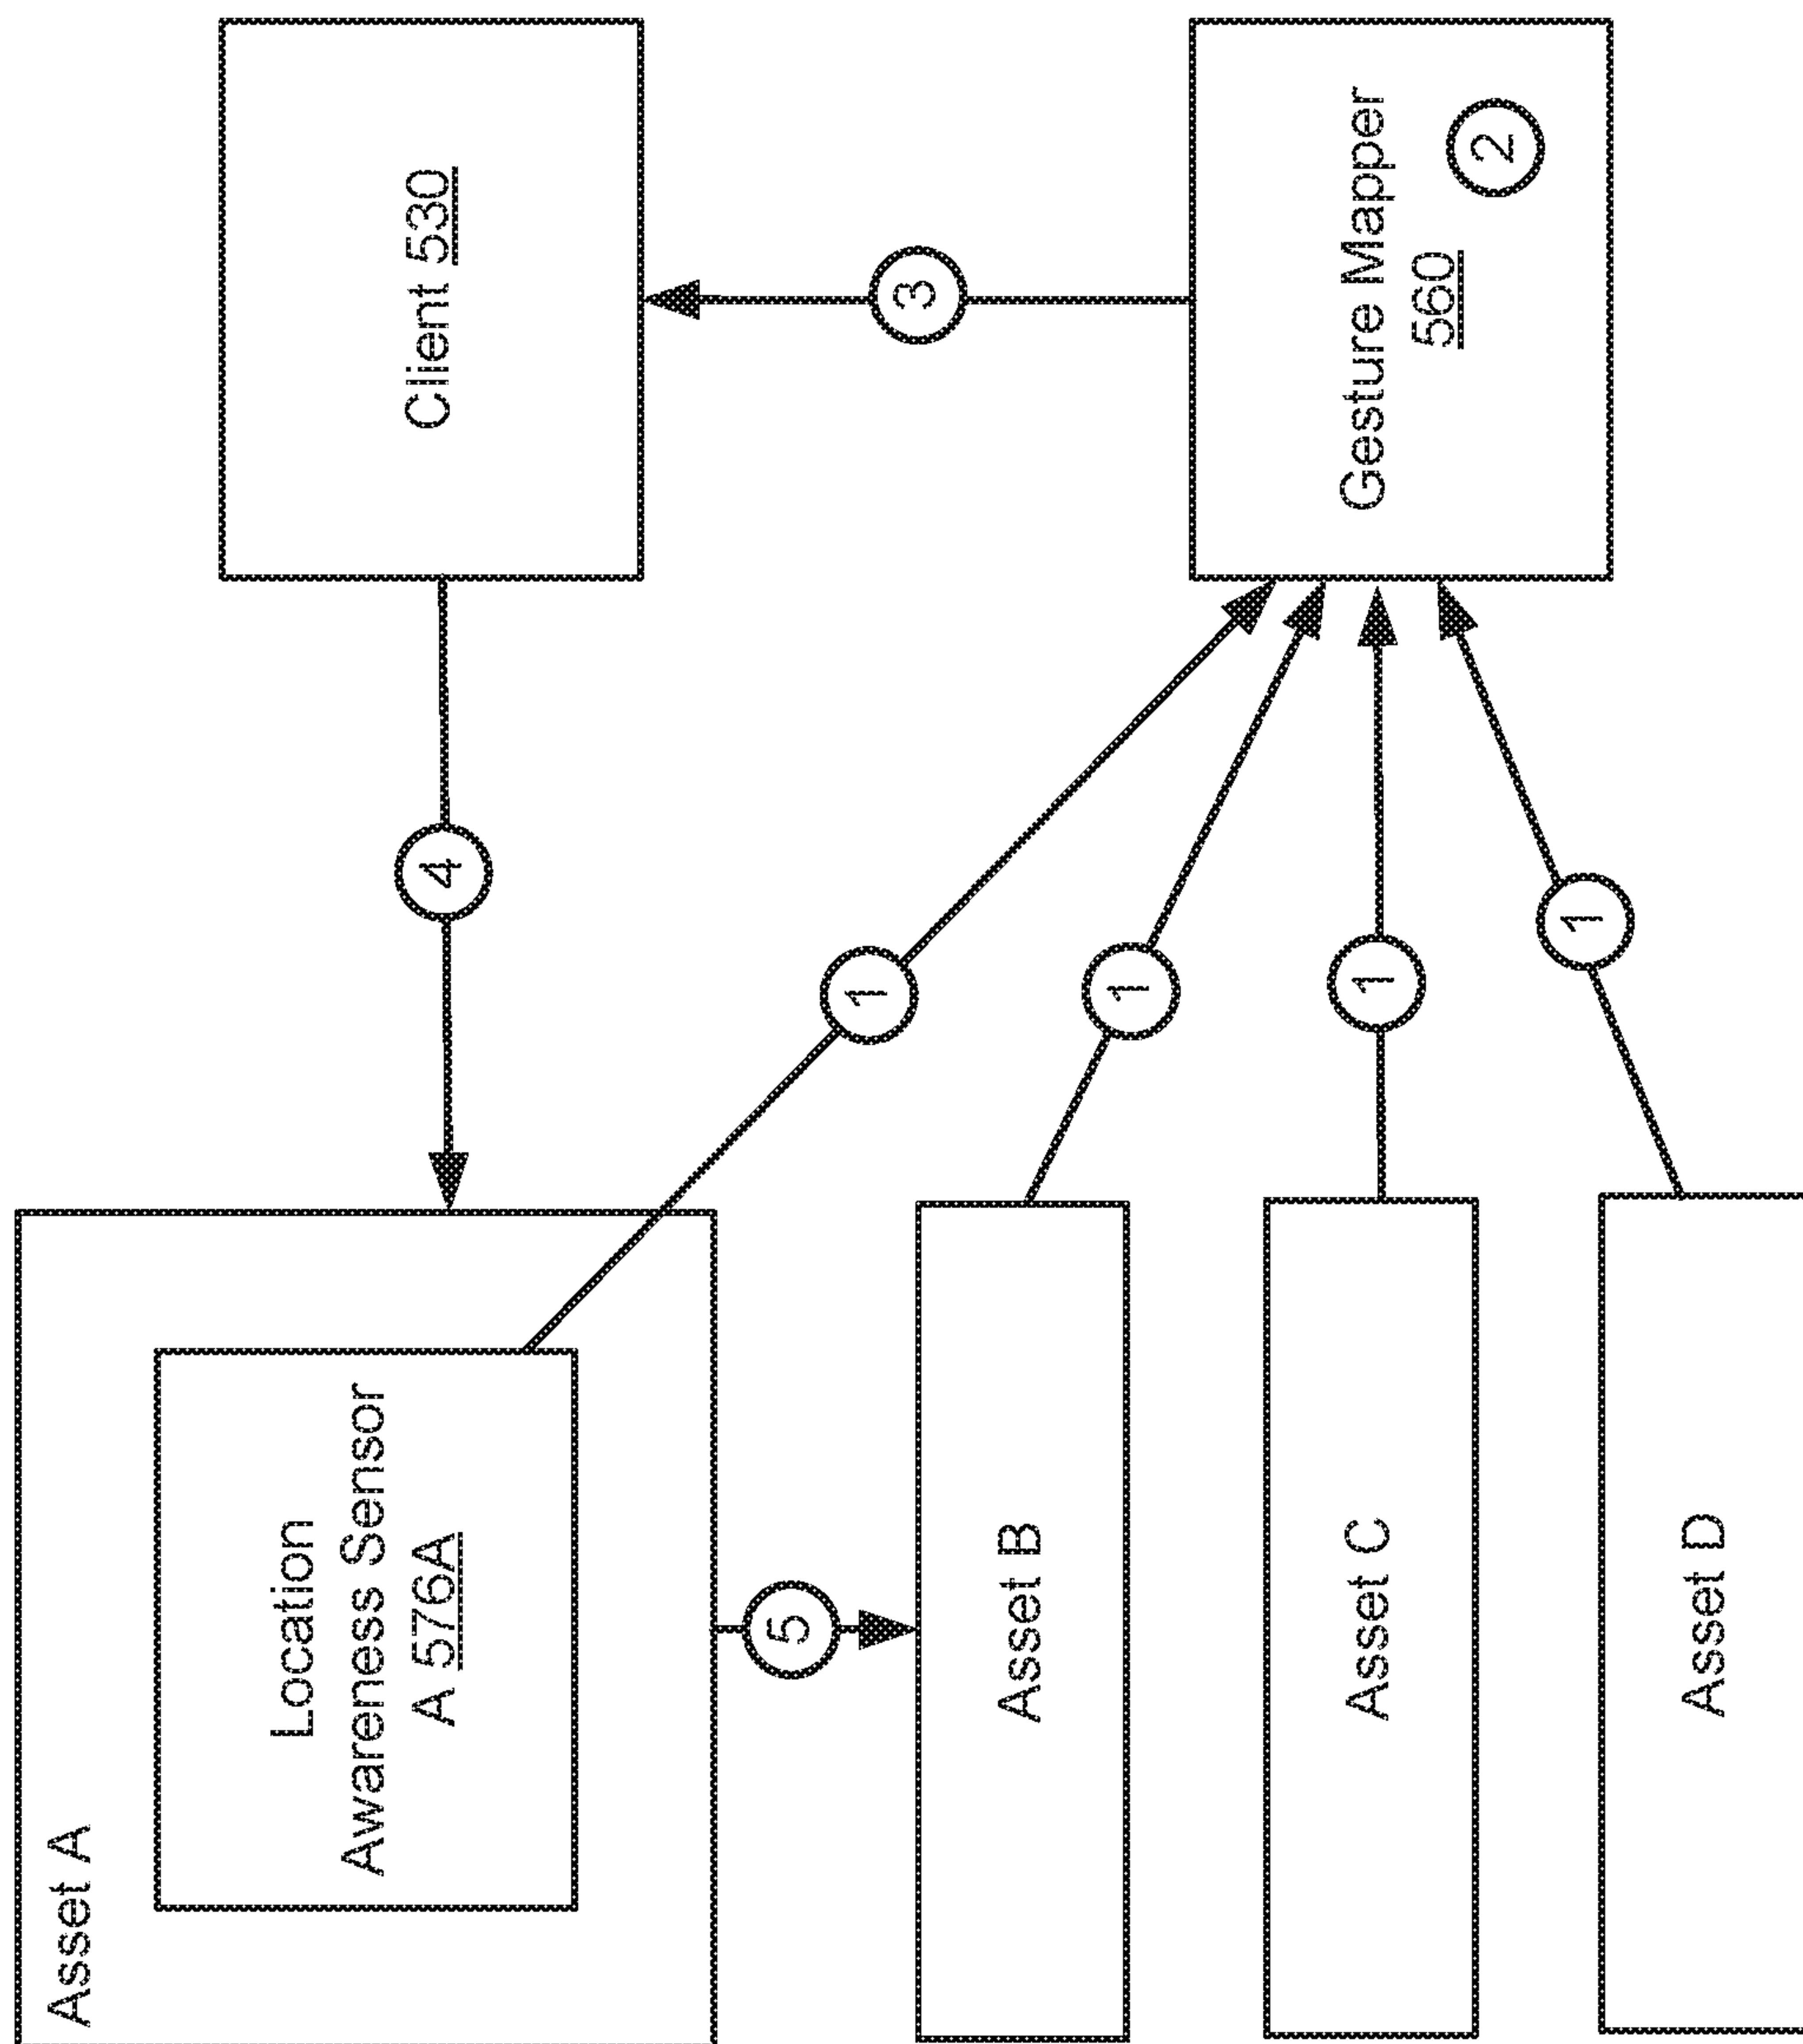 Asset A
Location
Awareness Sensor
A 576A
4
Client 530
5
1
3
Asset B
1
Asset C
1
Gesture Mapper
560
2
Asset D
1